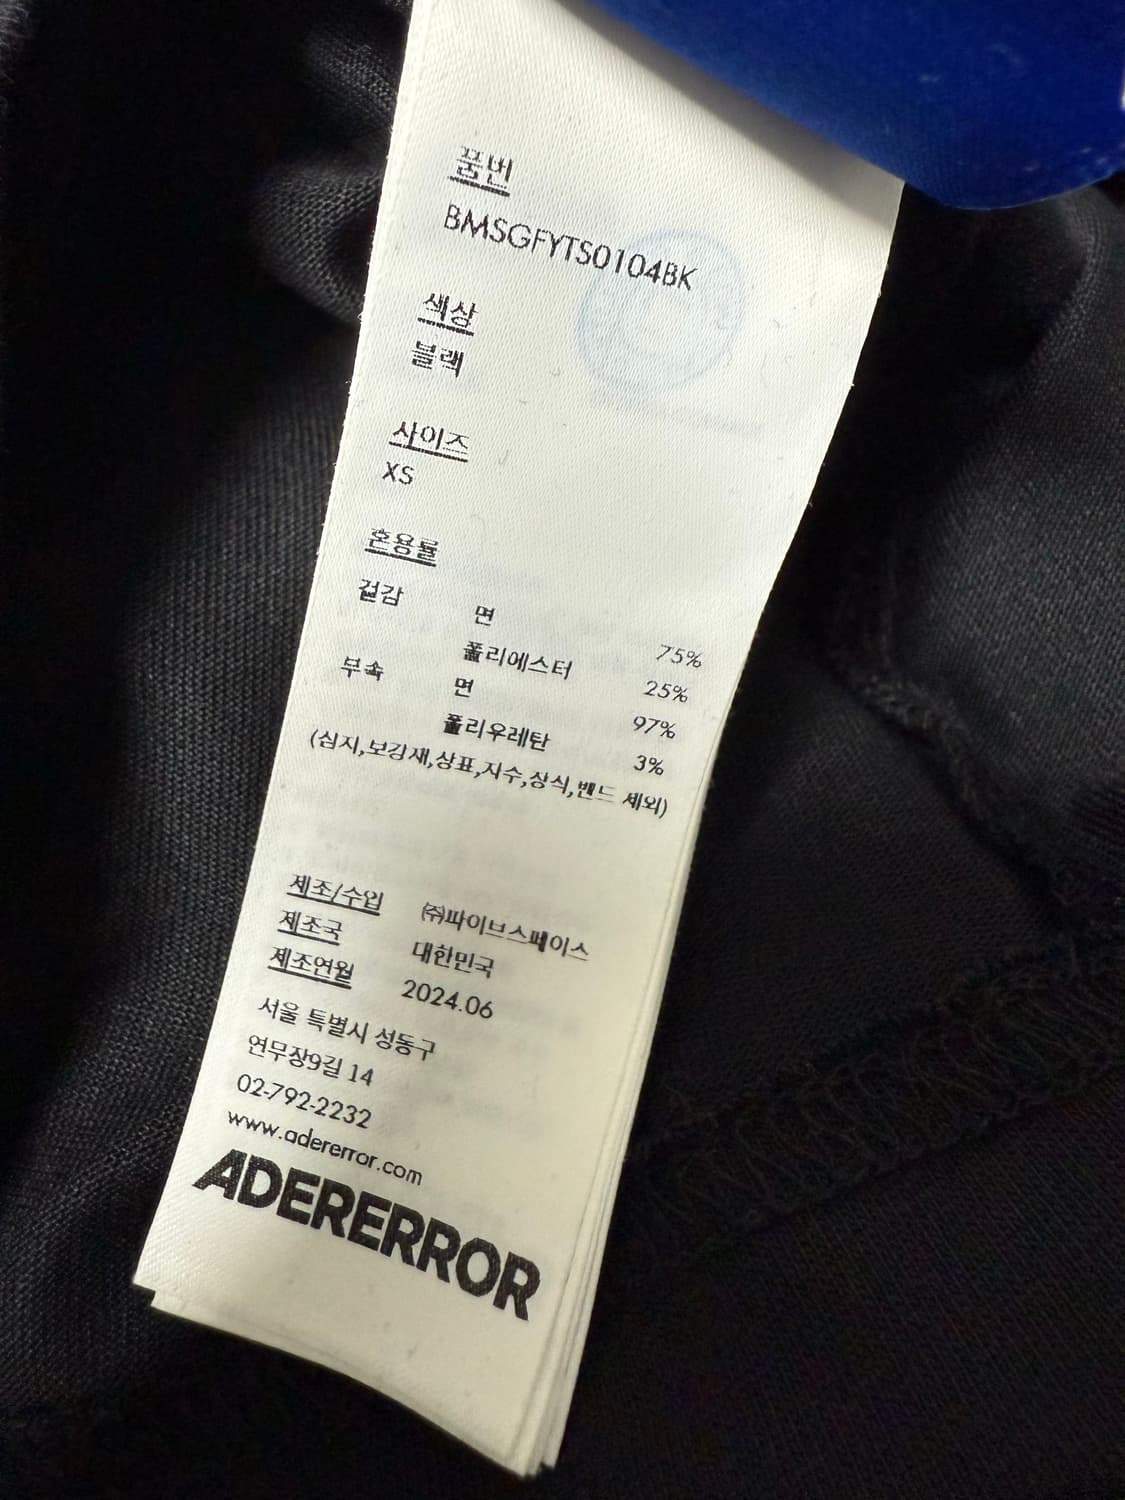 품번
BMSGFYTS0104BK
색상
블랙
사이즈
XS
혼용률
겉감 면 75%
폴리에스터 25%
부속 면 97%
폴리우레탄 3%
(심지,보강재,상표,자수,장식,밴드 제외)
제조/수입 ㈜파이브스페이스
제조국 대한민국
제조연월 2024.06
서울 특별시 성동구
연무장9길 14
02-792-2232
www.adererror.com
ADERERROR